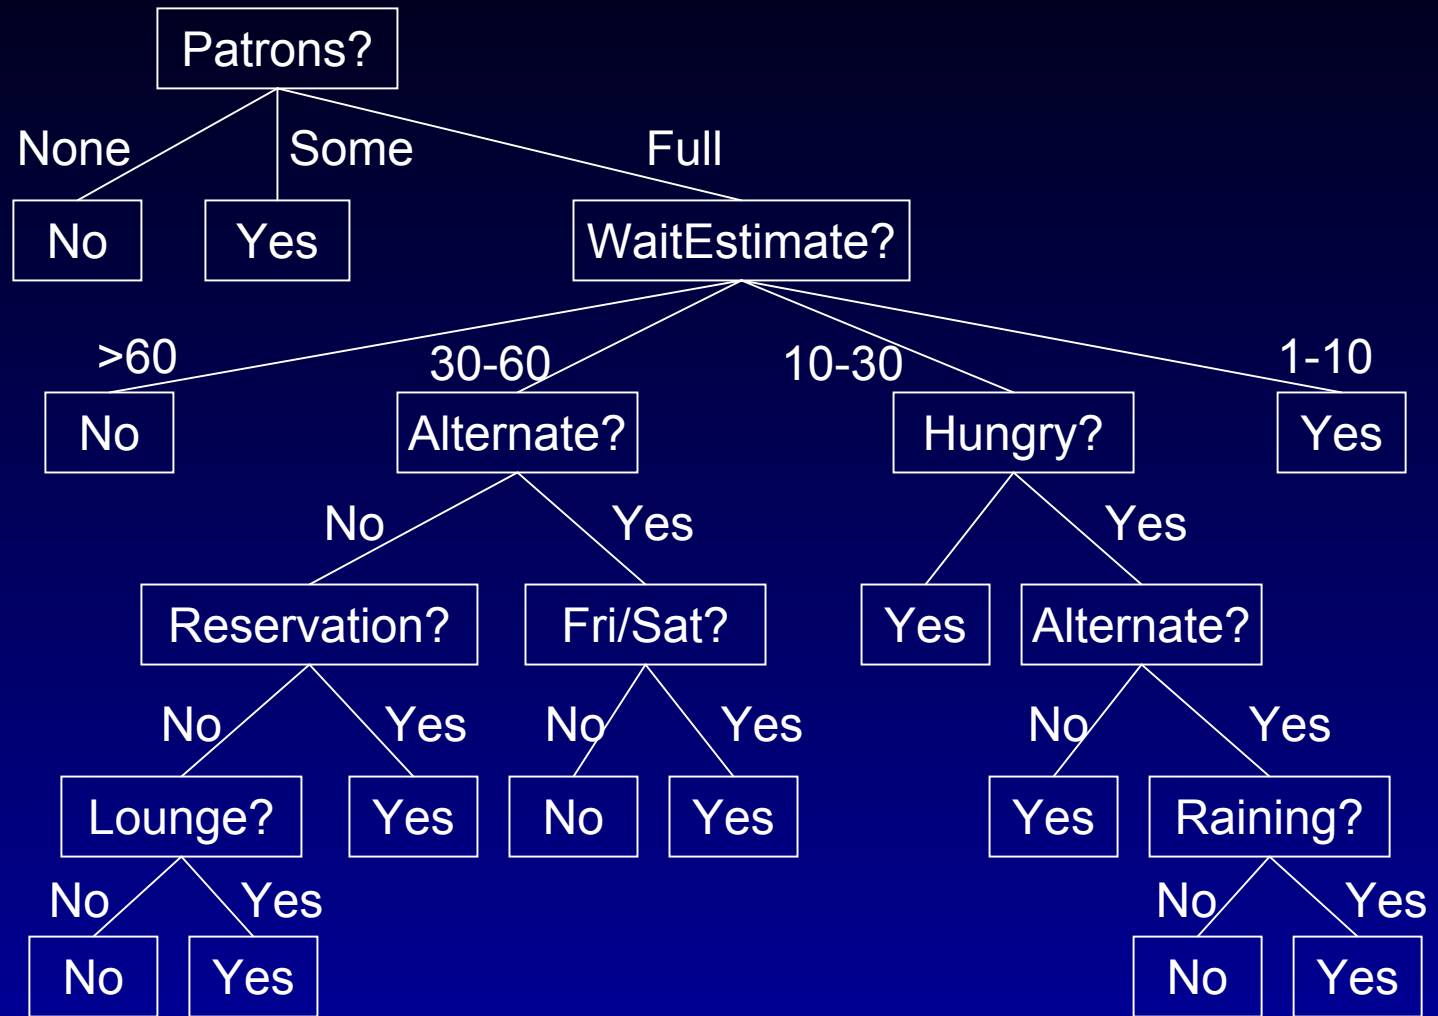 Patrons?
None Some Full
No Yes WaitEstimate?
>60 30-60 10-30 1-10
No Alternate? Hungry? Yes
No Yes Yes
Reservation? Fri/Sat? Yes Alternate?
No Yes No Yes No Yes
Lounge? Yes No Yes Yes Raining?
No Yes No Yes
No Yes No Yes